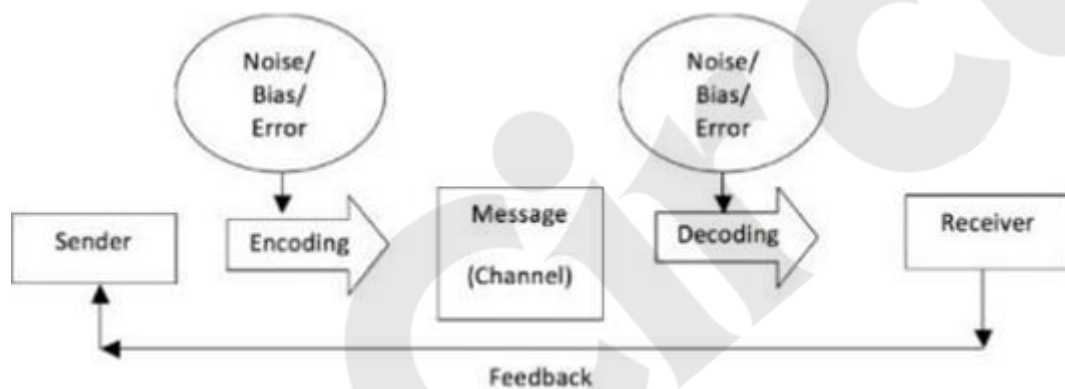 Noise/
Bias/
Error
Noise/
Bias/
Error
Sender
Encoding
Message
(Channel)
Decoding
Receiver
Feedback